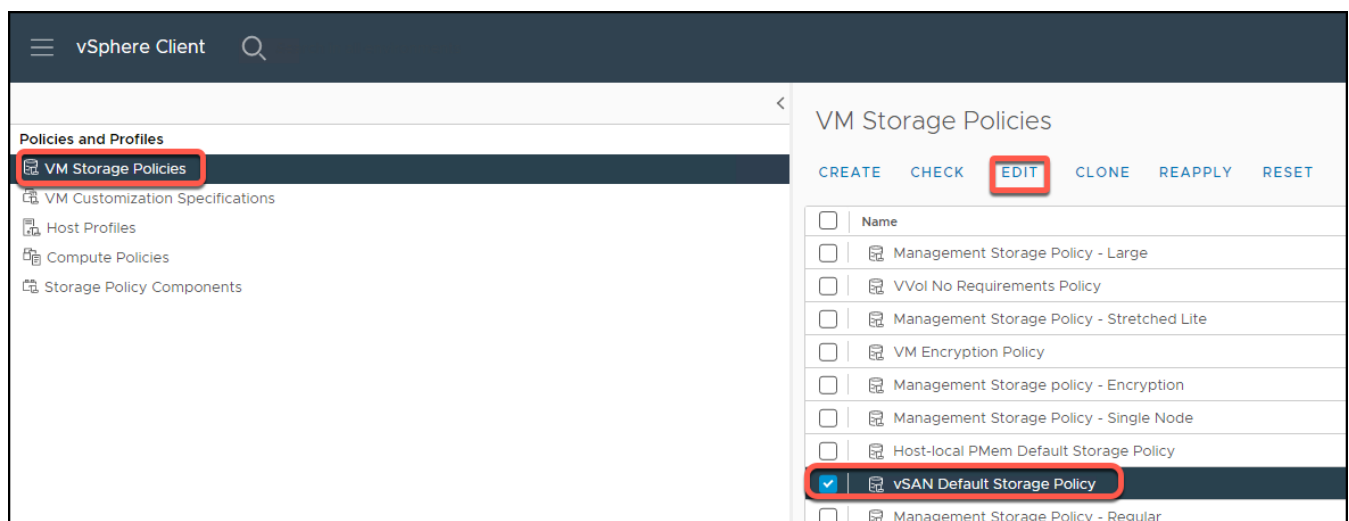 vSphere Client
Policies and Profiles
VM Storage Policies
VM Customization Specifications
Host Profiles
Compute Policies
Storage Policy Components
VM Storage Policies
CREATE CHECK EDIT CLONE REAPPLY RESET
Name
Management Storage Policy - Large
VVol No Requirements Policy
Management Storage Policy - Stretched Lite
VM Encryption Policy
Management Storage policy - Encryption
Management Storage Policy - Single Node
Host-local PMem Default Storage Policy
vSAN Default Storage Policy
Management Storage Policy - Regular